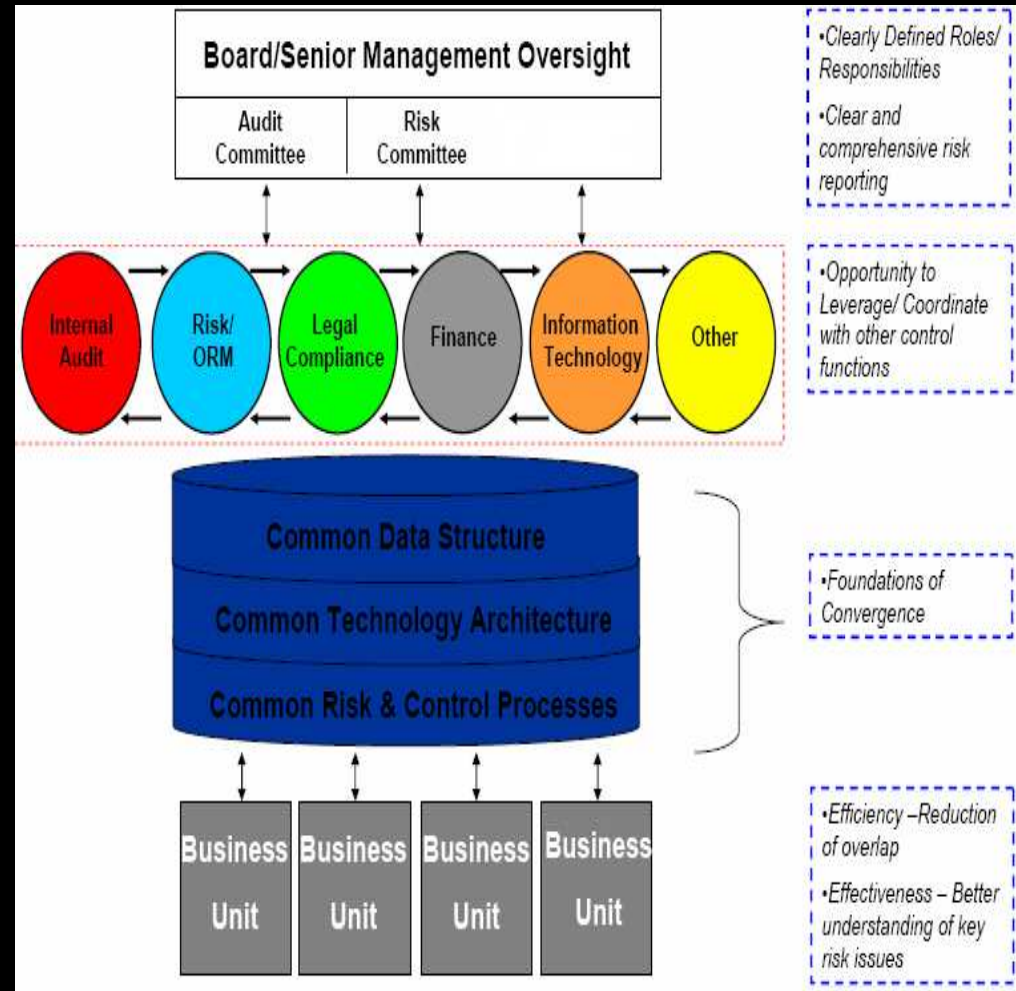 Board/Senior Management Oversight
Audit
Committee
Risk
Committee
•Clearly Defined Roles/
Responsibilities
•Clear and
comprehensive risk
reporting
Internal
Audit
Risk/
ORM
Legal
Compliance
Finance
Information
Technology
Other
•Opportunity to
Leverage/ Coordinate
with other control
functions
Common Data Structure
Common Technology Architecture
Common Risk & Control Processes
•Foundations of
Convergence
Business
Unit
Business
Unit
Business
Unit
Business
Unit
•Efficiency –Reduction
of overlap
•Effectiveness – Better
understanding of key
risk issues